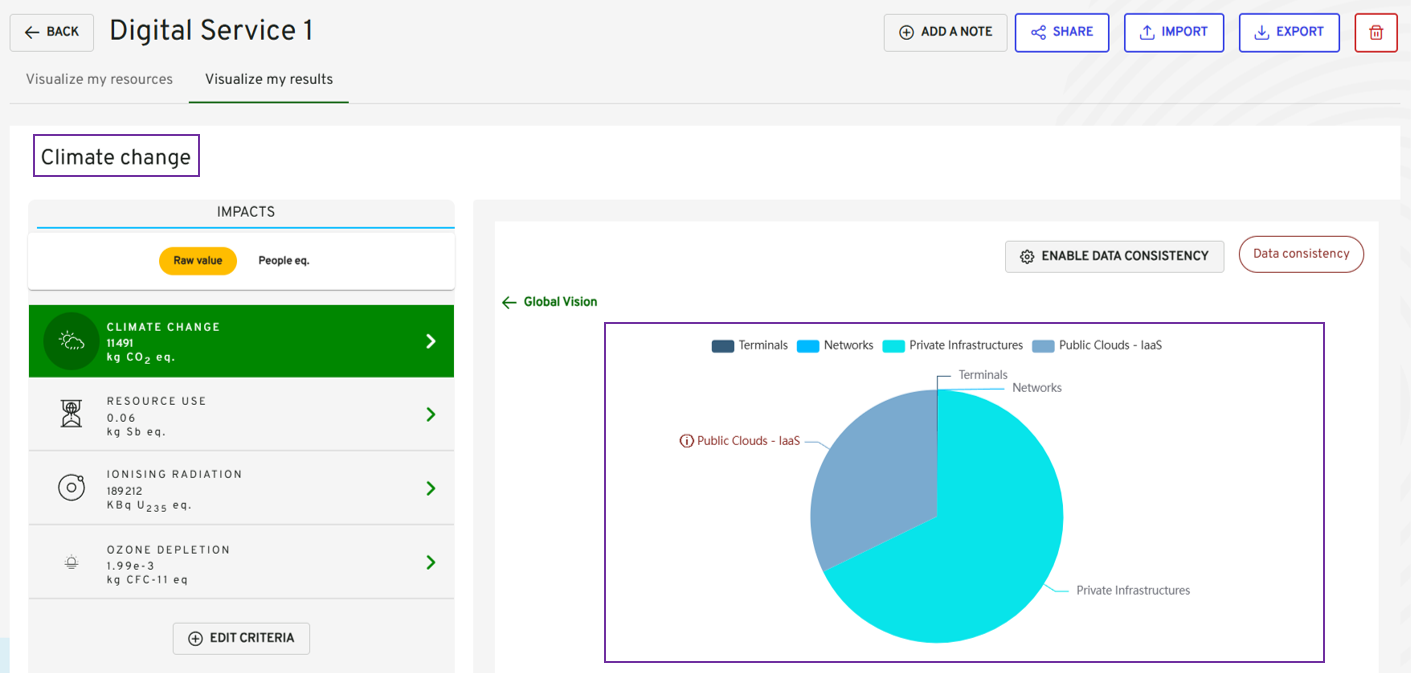 BACK
Digital Service 1
ADD A NOTE
SHARE
IMPORT
EXPORT
Visualize my resources
Visualize my results
Climate change
IMPACTS
Raw value
People eq.
CLIMATE CHANGE
11491
kg CO2 eq.
RESOURCE USE
0.06
kg Sb eq.
IONISING RADIATION
189212
KBq U235 eq.
OZONE DEPLETION
1.99e-3
kg CFC-11 eq
EDIT CRITERIA
ENABLE DATA CONSISTENCY
Data consistency
Global Vision
Terminals
Networks
Private Infrastructures
Public Clouds - IaaS
Terminals
Networks
Public Clouds - IaaS
Private Infrastructures